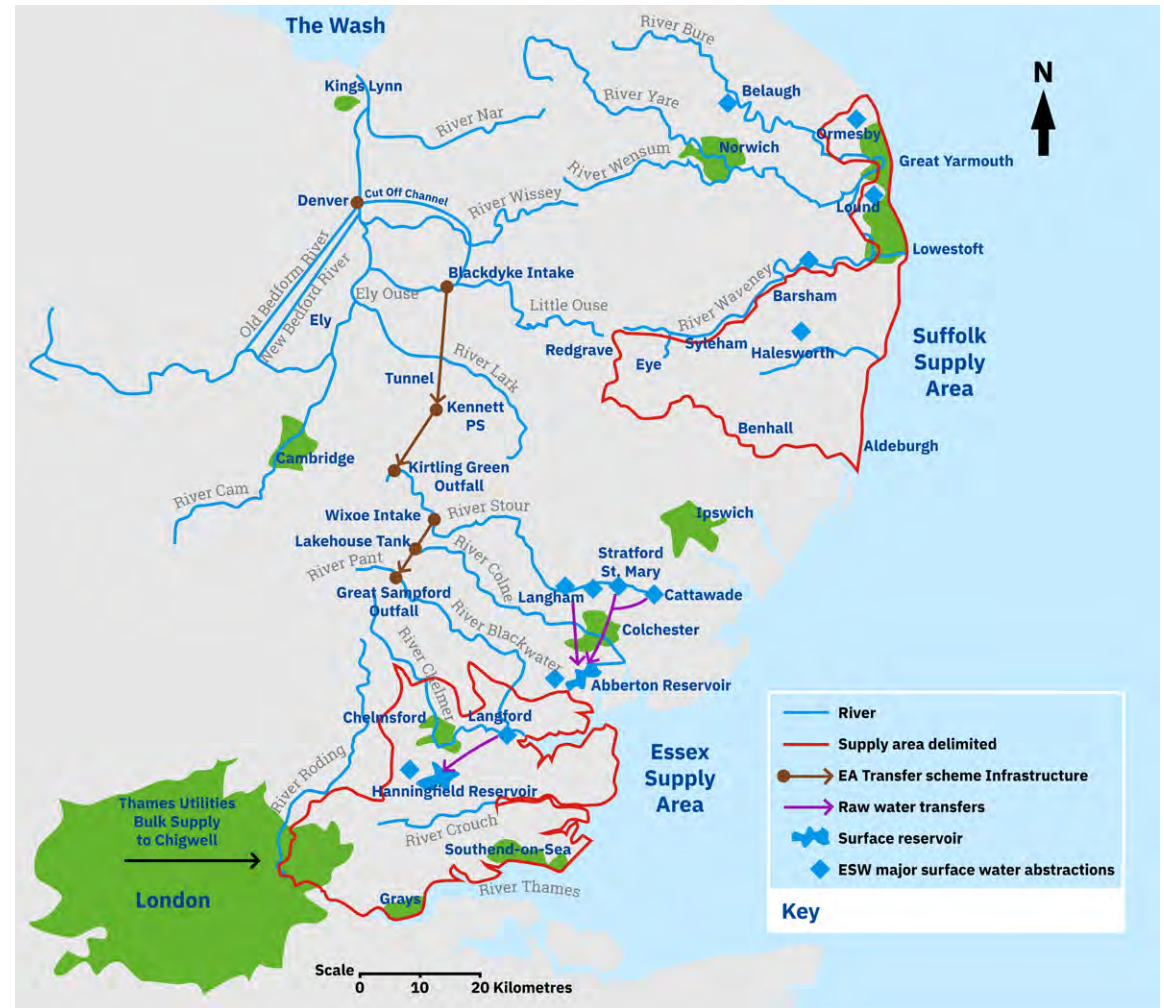 The Wash
River Bure
Kings Lynn
River Nar
River Yare
Belaugh
N
Ormesby
Norwich
Great Yarmouth
River Wensum
Denver
Cut Off Channel
River Wissey
Lound
Lowestoft
Old Bedform River
New Bedford River
Blackdyke Intake
Ely Ouse
Little Ouse
River Waveney
Barsham
Ely
Redgrave
Eye
Syleham
Halesworth
Suffolk
Supply
Area
Tunnel
River Lark
Kennett
PS
Benhall
Aldeburgh
Cambridge
Kirtling Green
Outfall
River Cam
Wixoe Intake
River Stour
Ipswich
Lakehouse Tank
River Pant
River Colne
Stratford
St. Mary
Great Sampford
Outfall
Langham
Cattawade
Colchester
River Blackwater
River Chelmer
Abberton Reservoir
Chelmsford
Langford
River Roding
Essex
Supply
Area
Hanningfield Reservoir
Thames Utilities
Bulk Supply
to Chigwell
River Crouch
Southend-on-Sea
London
Grays
River Thames
Scale
0 10 20 Kilometres
River
Supply area delimited
EA Transfer scheme Infrastructure
Raw water transfers
Surface reservoir
ESW major surface water abstractions
Key